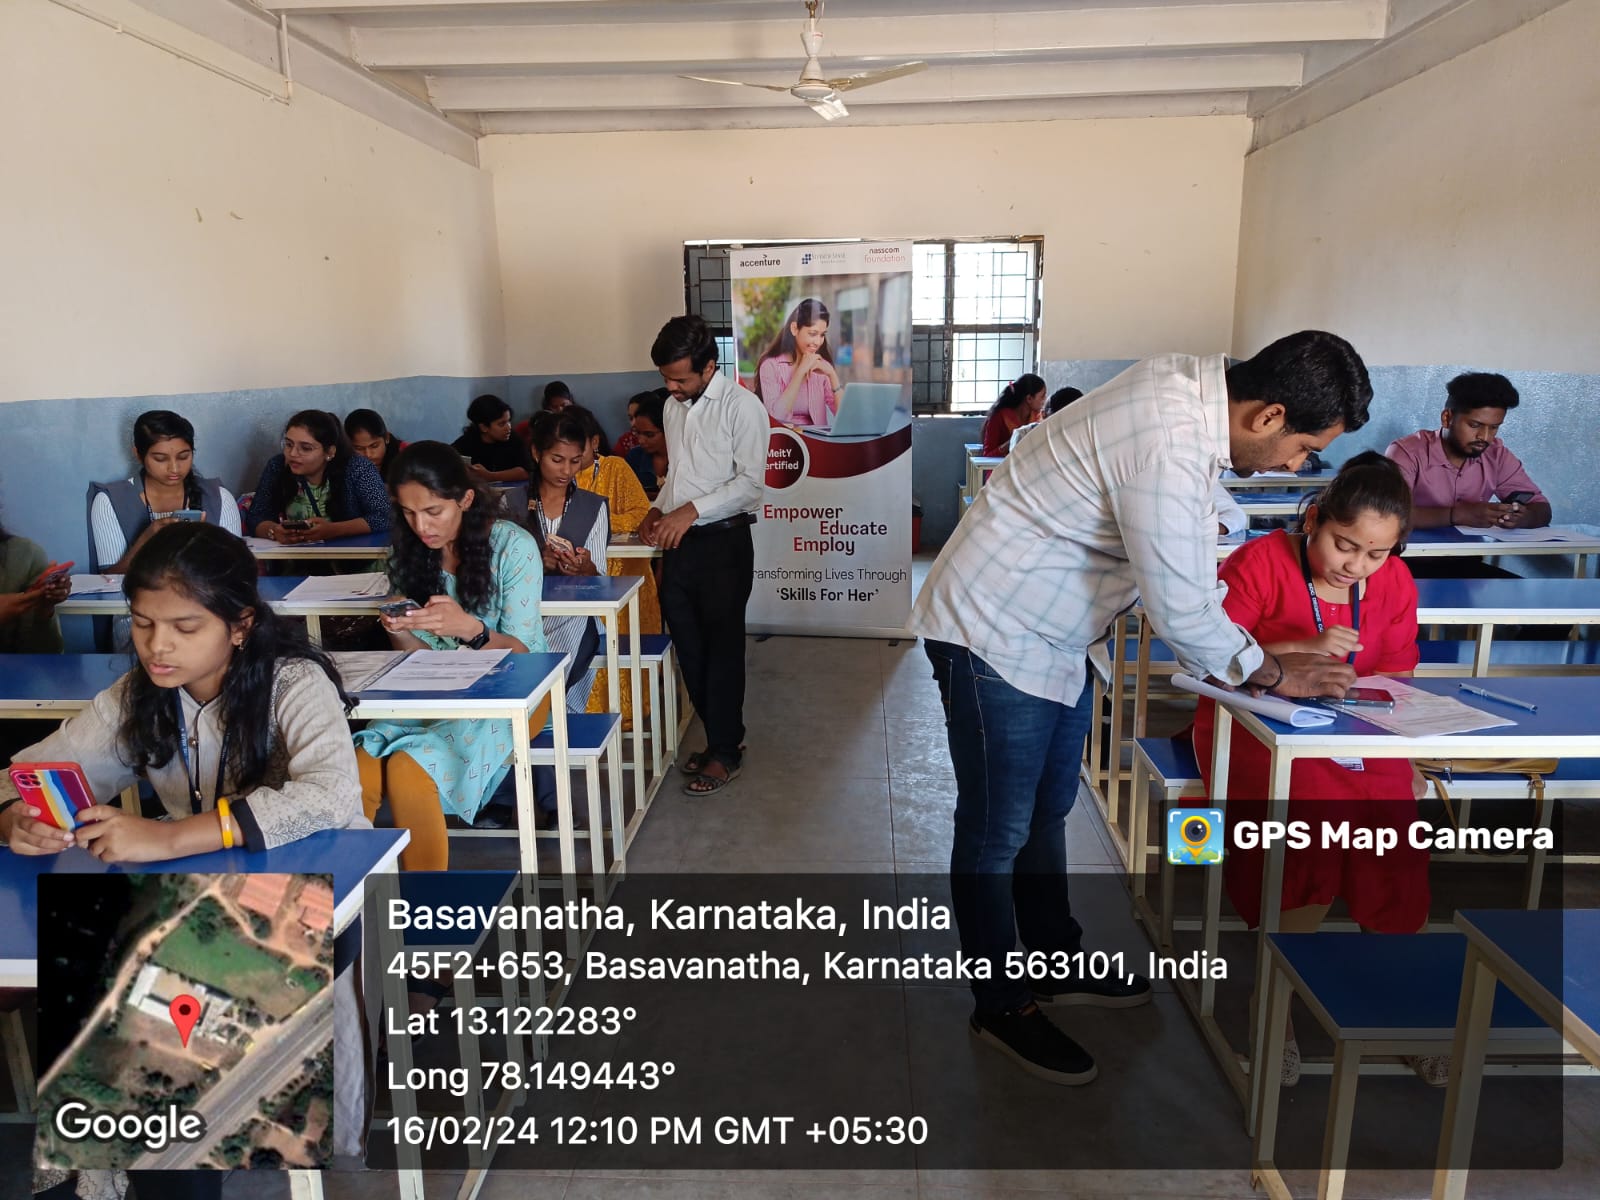 accenture
nasscom
foundation
MeitY
ertified
Empower
Educate
Employ
ransforming Lives Through
'Skills For Her'
GPS Map Camera
Basavanatha, Karnataka, India
45F2+653, Basavanatha, Karnataka 563101, India
Lat 13.122283°
Long 78.149443°
16/02/24 12:10 PM GMT +05:30
Google